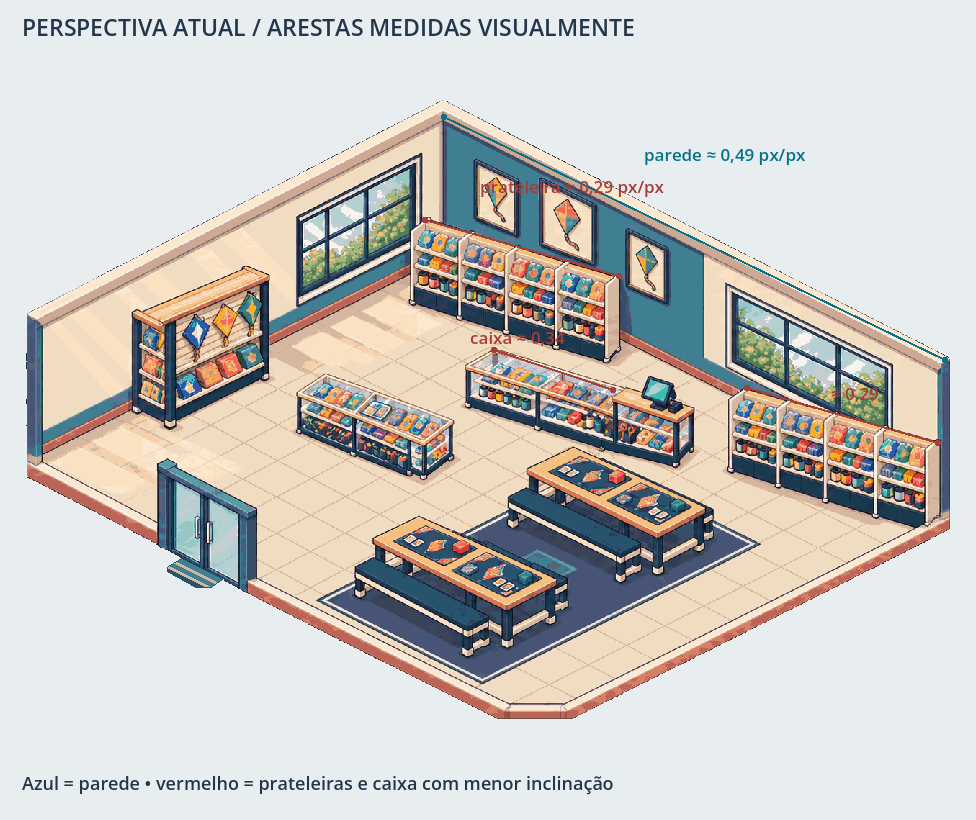 PERSPECTIVA ATUAL / ARESTAS MEDIDAS VISUALMENTE
parede ≈ 0,49 px/px
prateleira ≈ 0,29 px/px
caixa ≈ 0,34
≈ 0,29
Azul = parede • vermelho = prateleiras e caixa com menor inclinação